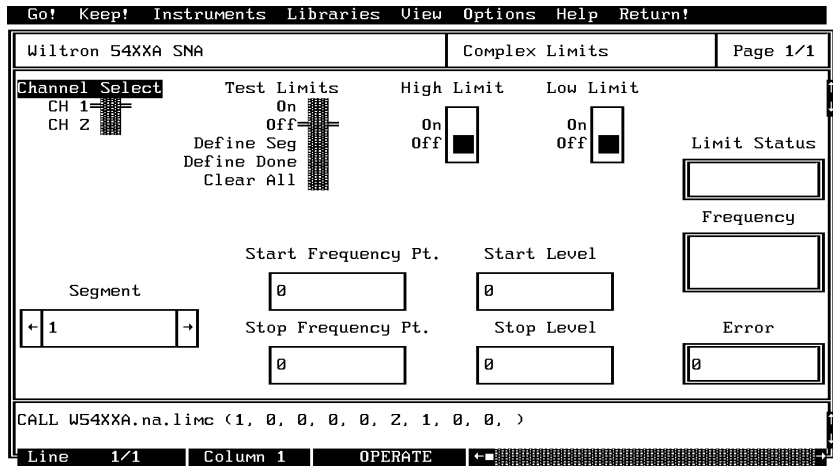 Go! Keep! Instruments Libraries View Options Help Return!
Wiltron 54XXA SNA Complex Limits Page 1/1
Channel Select
CH 1
CH 2
Test Limits
On
Off
Define Seg
Define Done
Clear All
High Limit
On
Off
Low Limit
On
Off
Limit Status
Frequency
Start Frequency Pt.
0
Start Level
0
Segment
← 1 →
Stop Frequency Pt.
0
Stop Level
0
Error
0
CALL W54XXA.na.limc (1, 0, 0, 0, 0, 2, 1, 0, 0, )
Line 1/1 Column 1 OPERATE